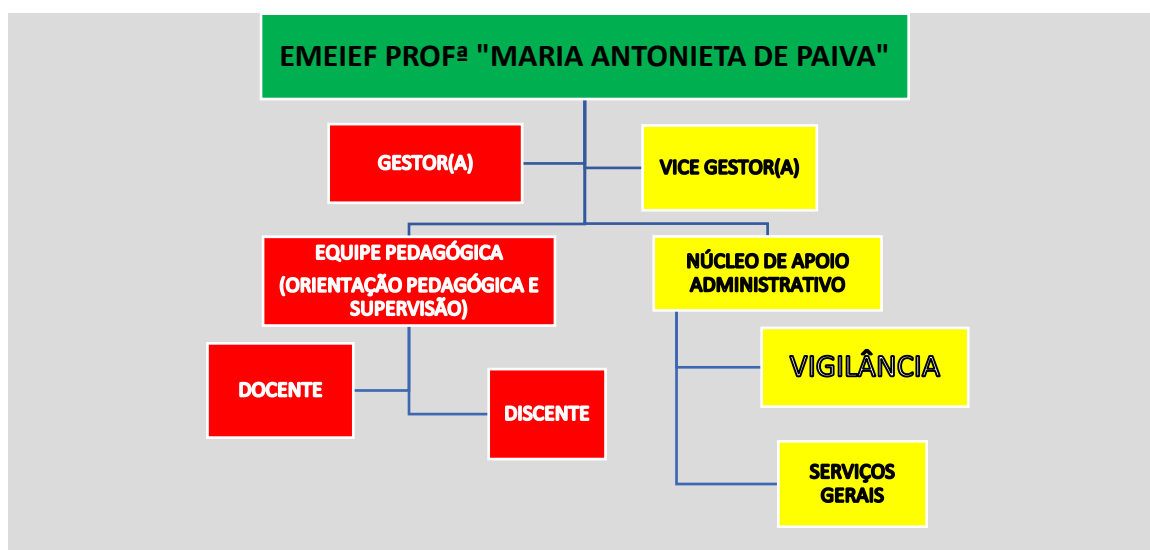 EMEIEF PROFª "MARIA ANTONIETA DE PAIVA"
GESTOR(A)
VICE GESTOR(A)
EQUIPE PEDAGÓGICA
(ORIENTAÇÃO PEDAGÓGICA E
SUPERVISÃO)
NÚCLEO DE APOIO
ADMINISTRATIVO
DOCENTE
DISCENTE
VIGILÂNCIA
SERVIÇOS
GERAIS